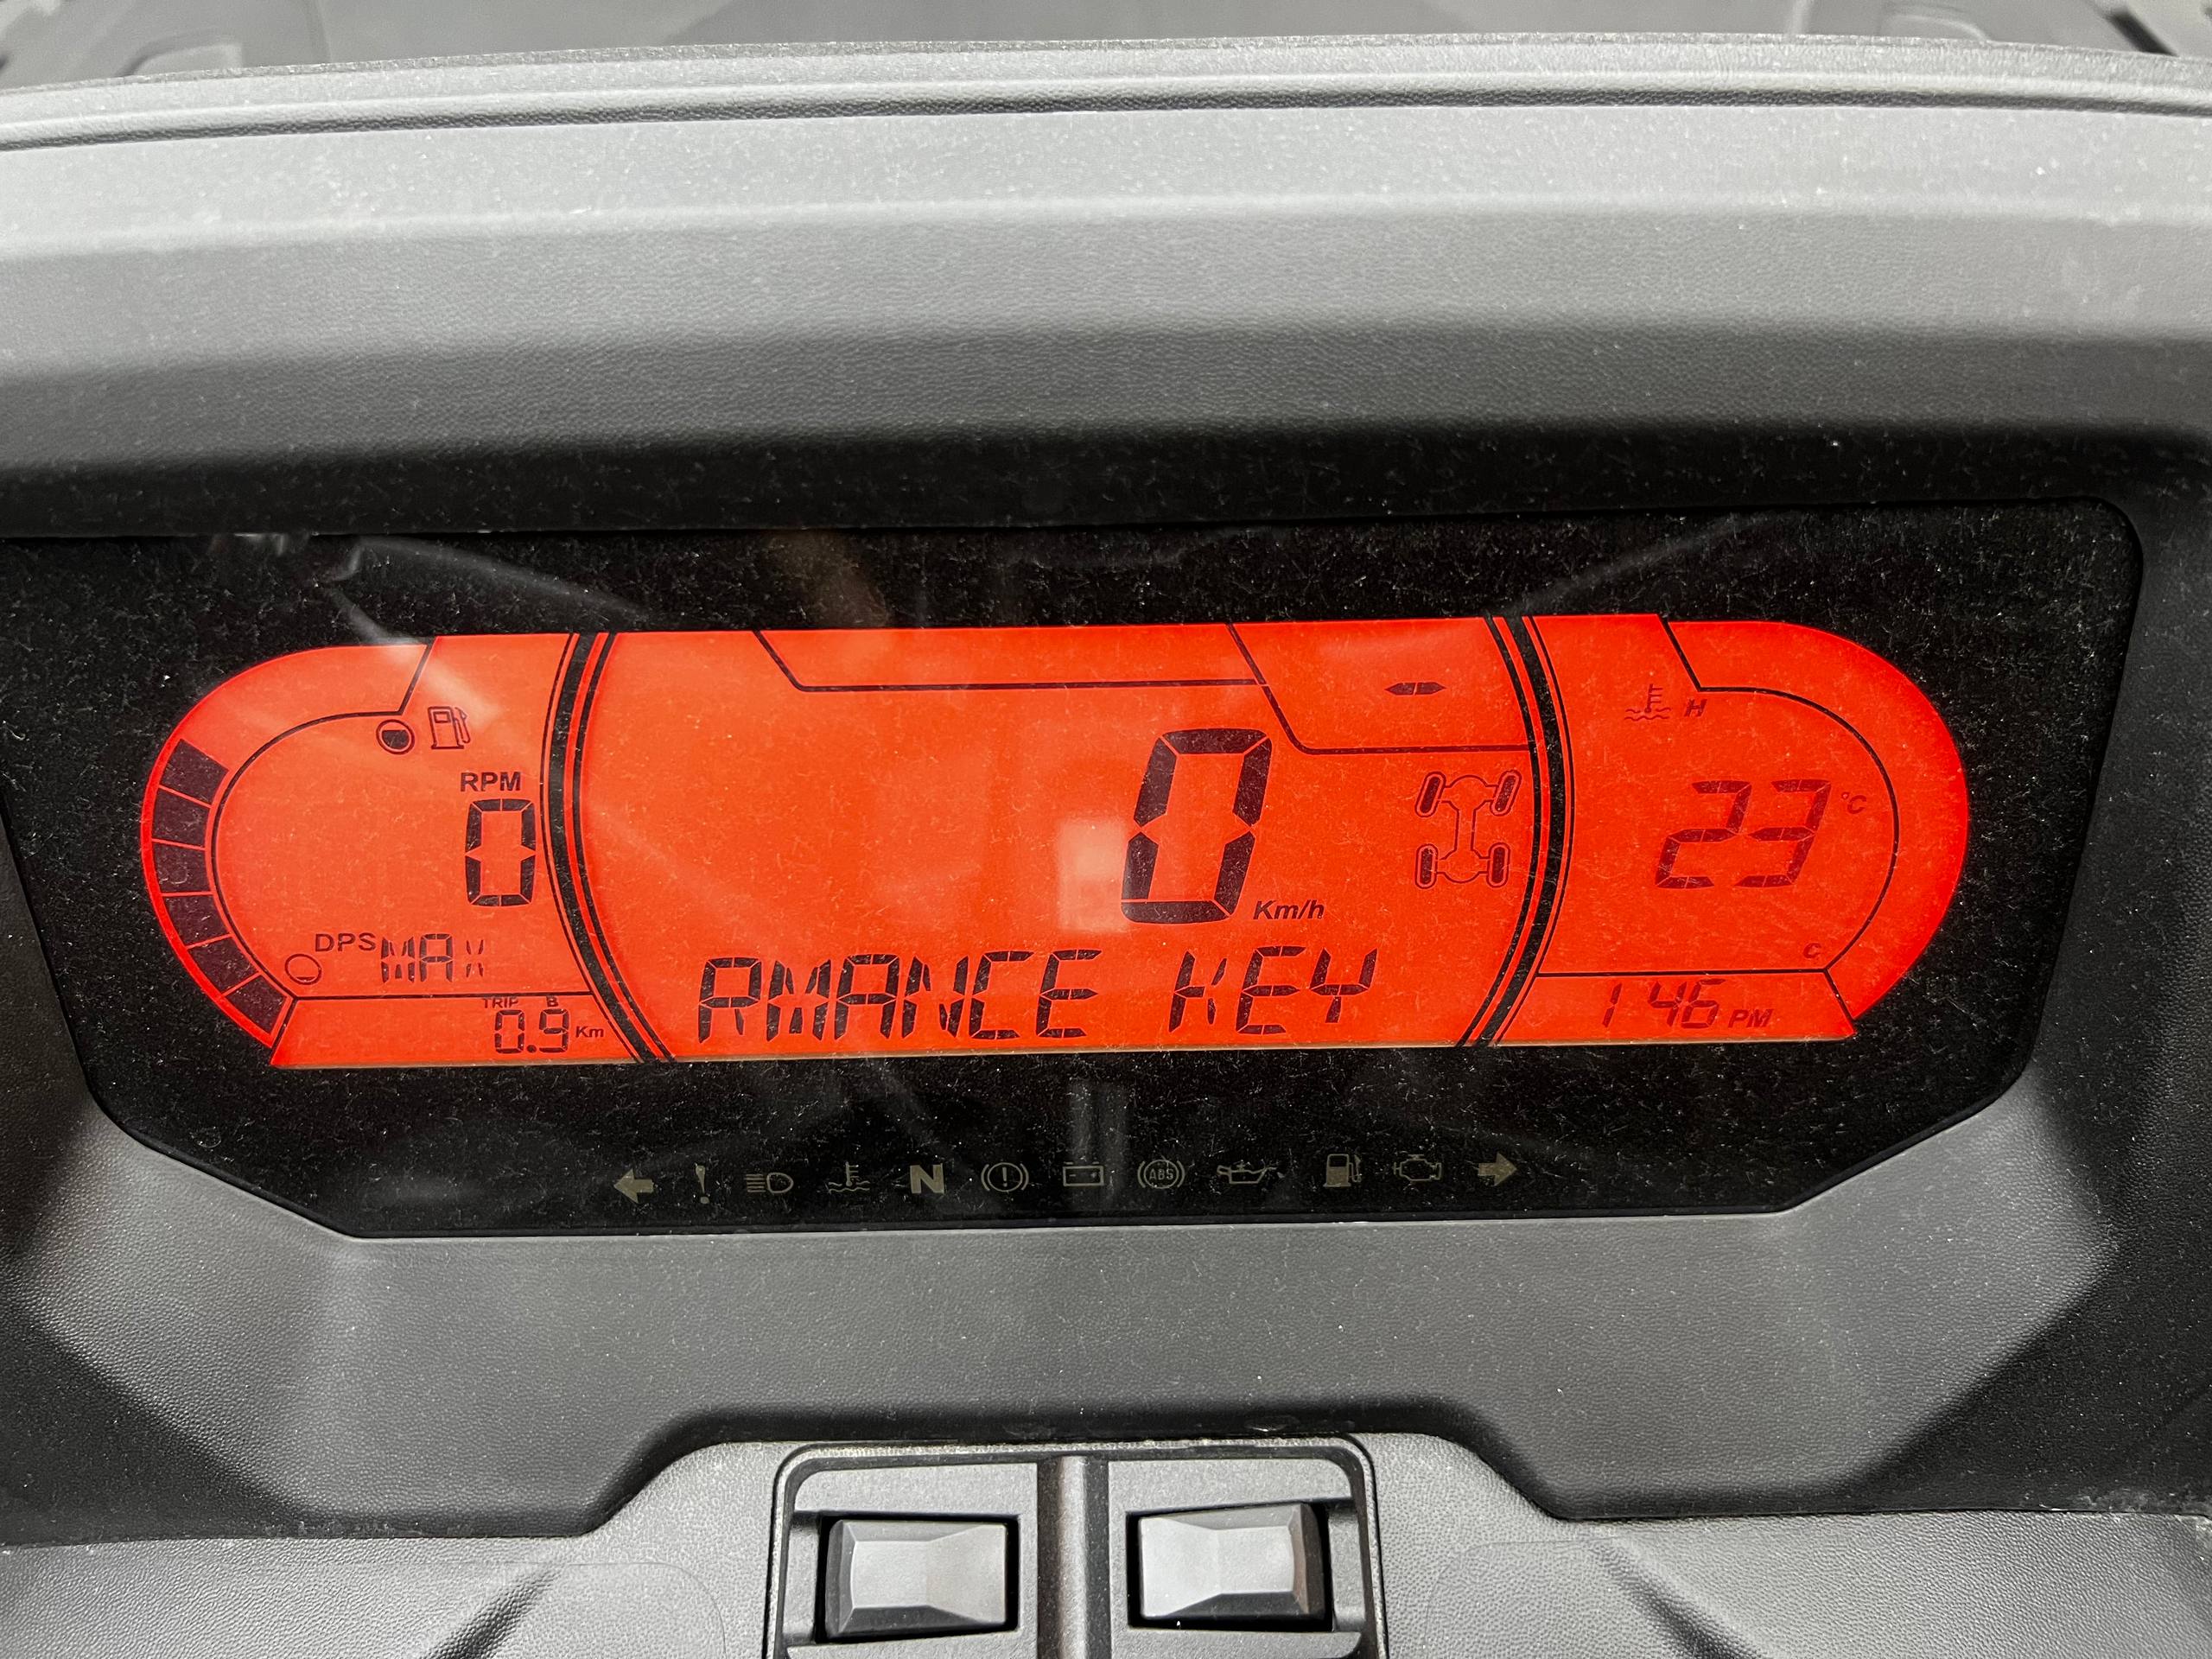 RPM
0
DPS MAX
TRIP B
0.9 Km
0 Km/h
RMANCE KEY
H
23 °C
C
1 46 PM
N
ABS